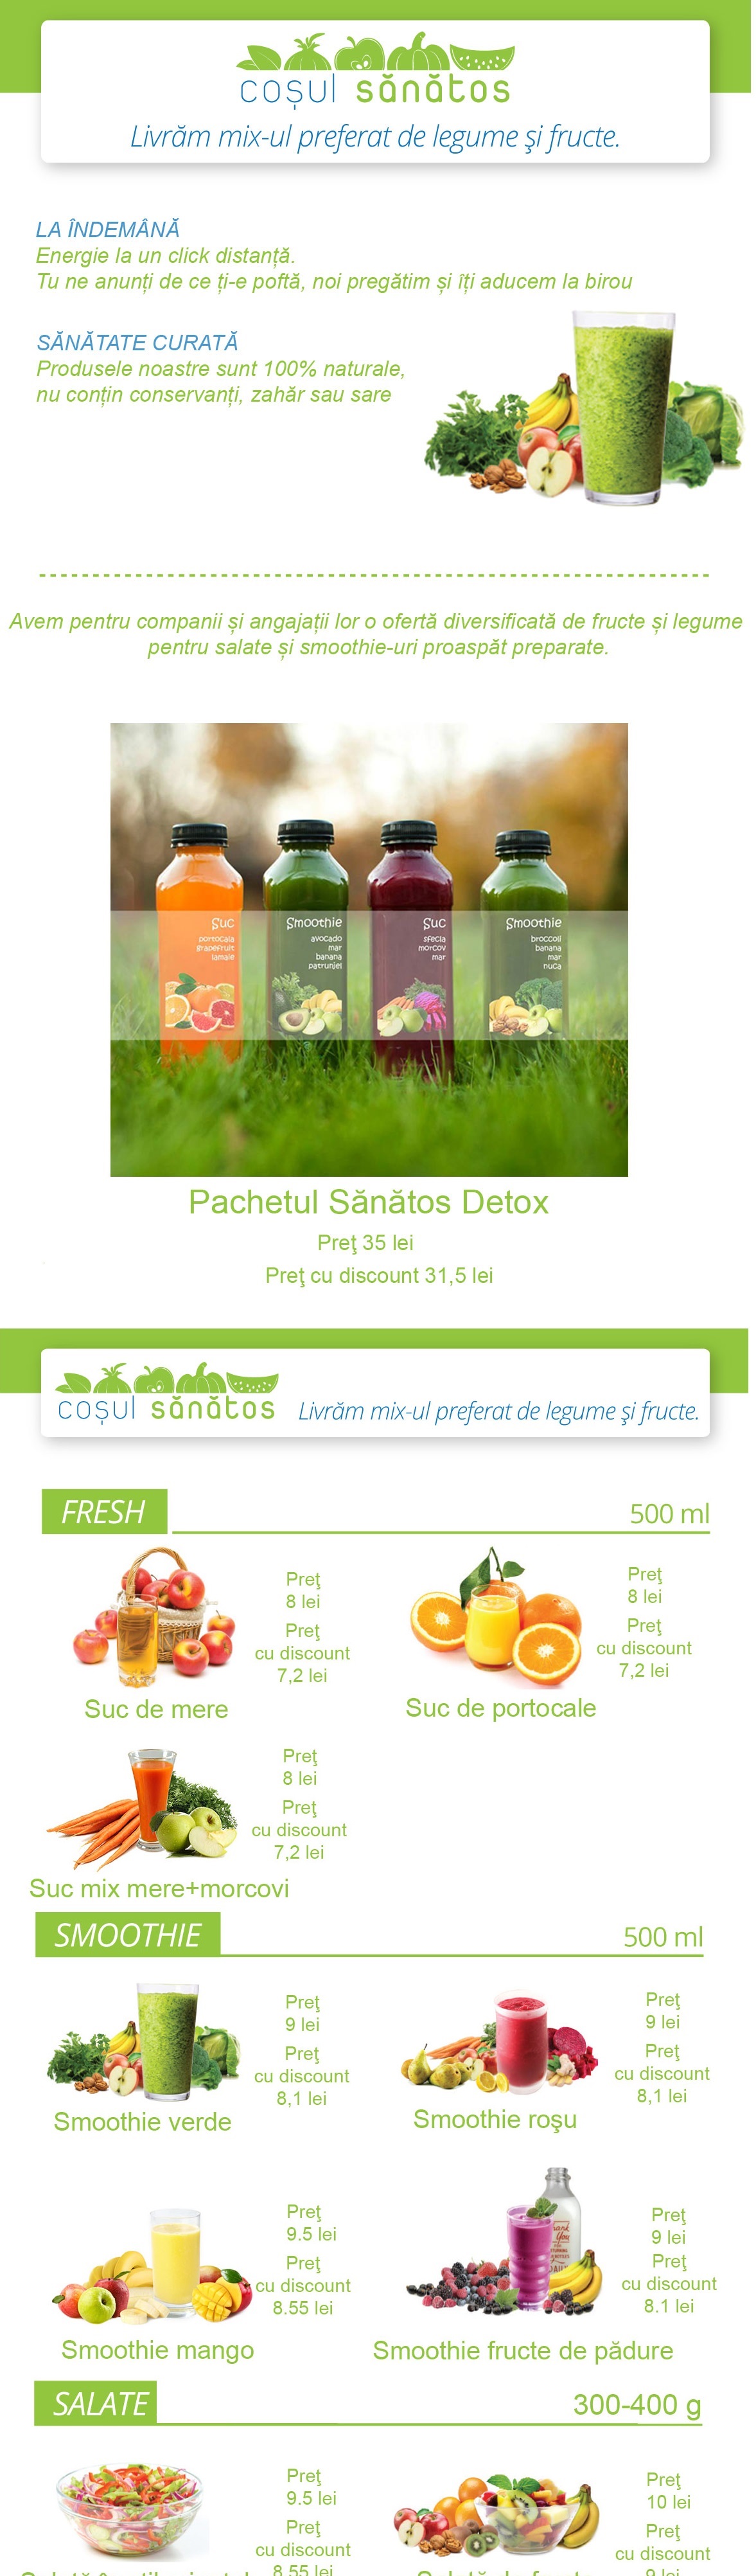 coșul sănătos
Livrăm mix-ul preferat de legume şi fructe.
LA ÎNDEMÂNĂ
Energie la un click distanță.
Tu ne anunți de ce ți-e poftă, noi pregătim și îți aducem la birou
SĂNĂTATE CURATĂ
Produsele noastre sunt 100% naturale,
nu conțin conservanți, zahăr sau sare
Avem pentru companii și angajații lor o ofertă diversificată de fructe și legume
pentru salate și smoothie-uri proaspăt preparate.
Suc
portocala
grapefruit
lamaie
Smoothie
avocado
mar
banana
patrunjel
Suc
sfecla
morcov
mar
Smoothie
broccoli
banana
mar
nuca
Pachetul Sănătos Detox
Preţ 35 lei
Preţ cu discount 31,5 lei
coșul sănătos
Livrăm mix-ul preferat de legume şi fructe.
FRESH
500 ml
Preţ
8 lei
Preţ
cu discount
7,2 lei
Suc de mere
Preţ
8 lei
Preţ
cu discount
7,2 lei
Suc de portocale
Preţ
8 lei
Preţ
cu discount
7,2 lei
Suc mix mere+morcovi
SMOOTHIE
500 ml
Preţ
9 lei
Preţ
cu discount
8,1 lei
Smoothie verde
Preţ
9 lei
Preţ
cu discount
8,1 lei
Smoothie roşu
Preţ
9.5 lei
Preţ
cu discount
8.55 lei
Smoothie mango
Preţ
9 lei
Preţ
cu discount
8.1 lei
Smoothie fructe de pădure
SALATE
300-400 g
Preţ
9.5 lei
Preţ
cu discount
8.55 lei
Preţ
10 lei
Preţ
cu discount
9 lei